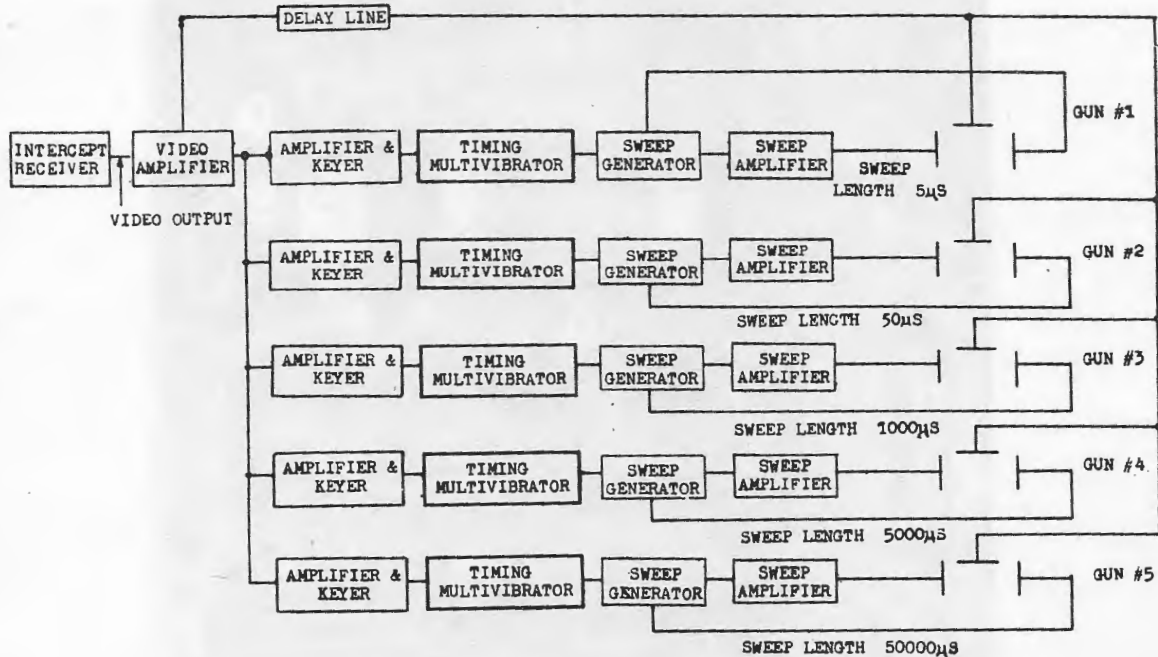 DELAY LINE
GUN #1
INTERCEPT
RECEIVER
VIDEO
AMPLIFIER
AMPLIFIER &
KEYER
TIMING
MULTIVIBRATOR
SWEEP
GENERATOR
SWEEP
AMPLIFIER
SWEEP
LENGTH 5µS
VIDEO OUTPUT
AMPLIFIER &
KEYER
TIMING
MULTIVIBRATOR
SWEEP
GENERATOR
SWEEP
AMPLIFIER
GUN #2
SWEEP LENGTH 50µS
AMPLIFIER &
KEYER
TIMING
MULTIVIBRATOR
SWEEP
GENERATOR
SWEEP
AMPLIFIER
GUN #3
SWEEP LENGTH 1000µS
AMPLIFIER &
KEYER
TIMING
MULTIVIBRATOR
SWEEP
GENERATOR
SWEEP
AMPLIFIER
GUN #4
SWEEP LENGTH 5000µS
AMPLIFIER &
KEYER
TIMING
MULTIVIBRATOR
SWEEP
GENERATOR
SWEEP
AMPLIFIER
GUN #5
SWEEP LENGTH 50000µS